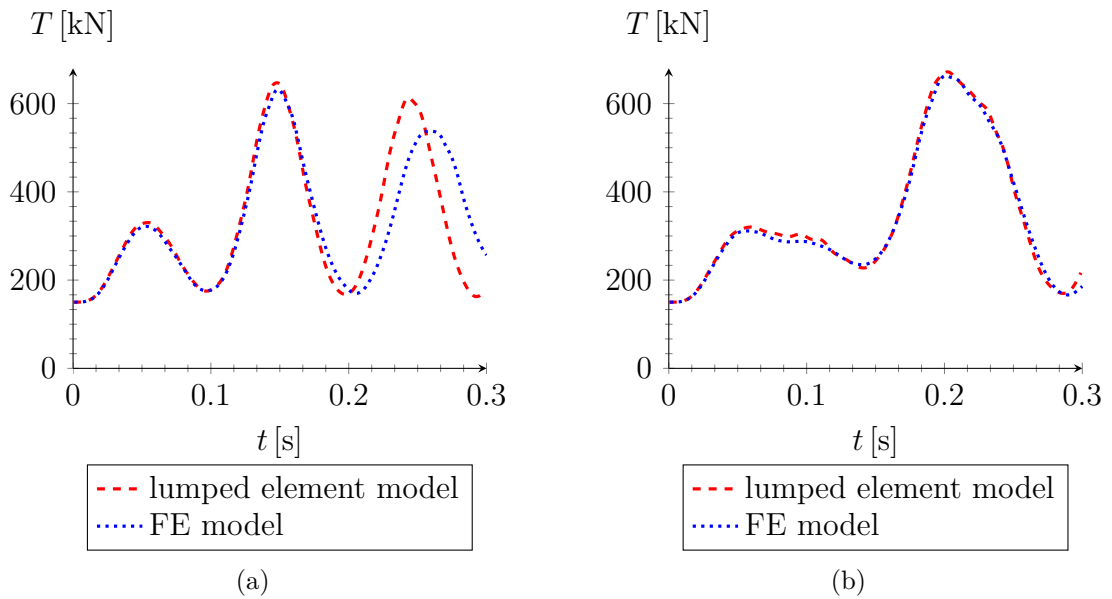 T [kN]
600
400
200
0
0 0.1 0.2 0.3
t [s]
lumped element model
FE model
(a)
T [kN]
600
400
200
0
0 0.1 0.2 0.3
t [s]
lumped element model
FE model
(b)